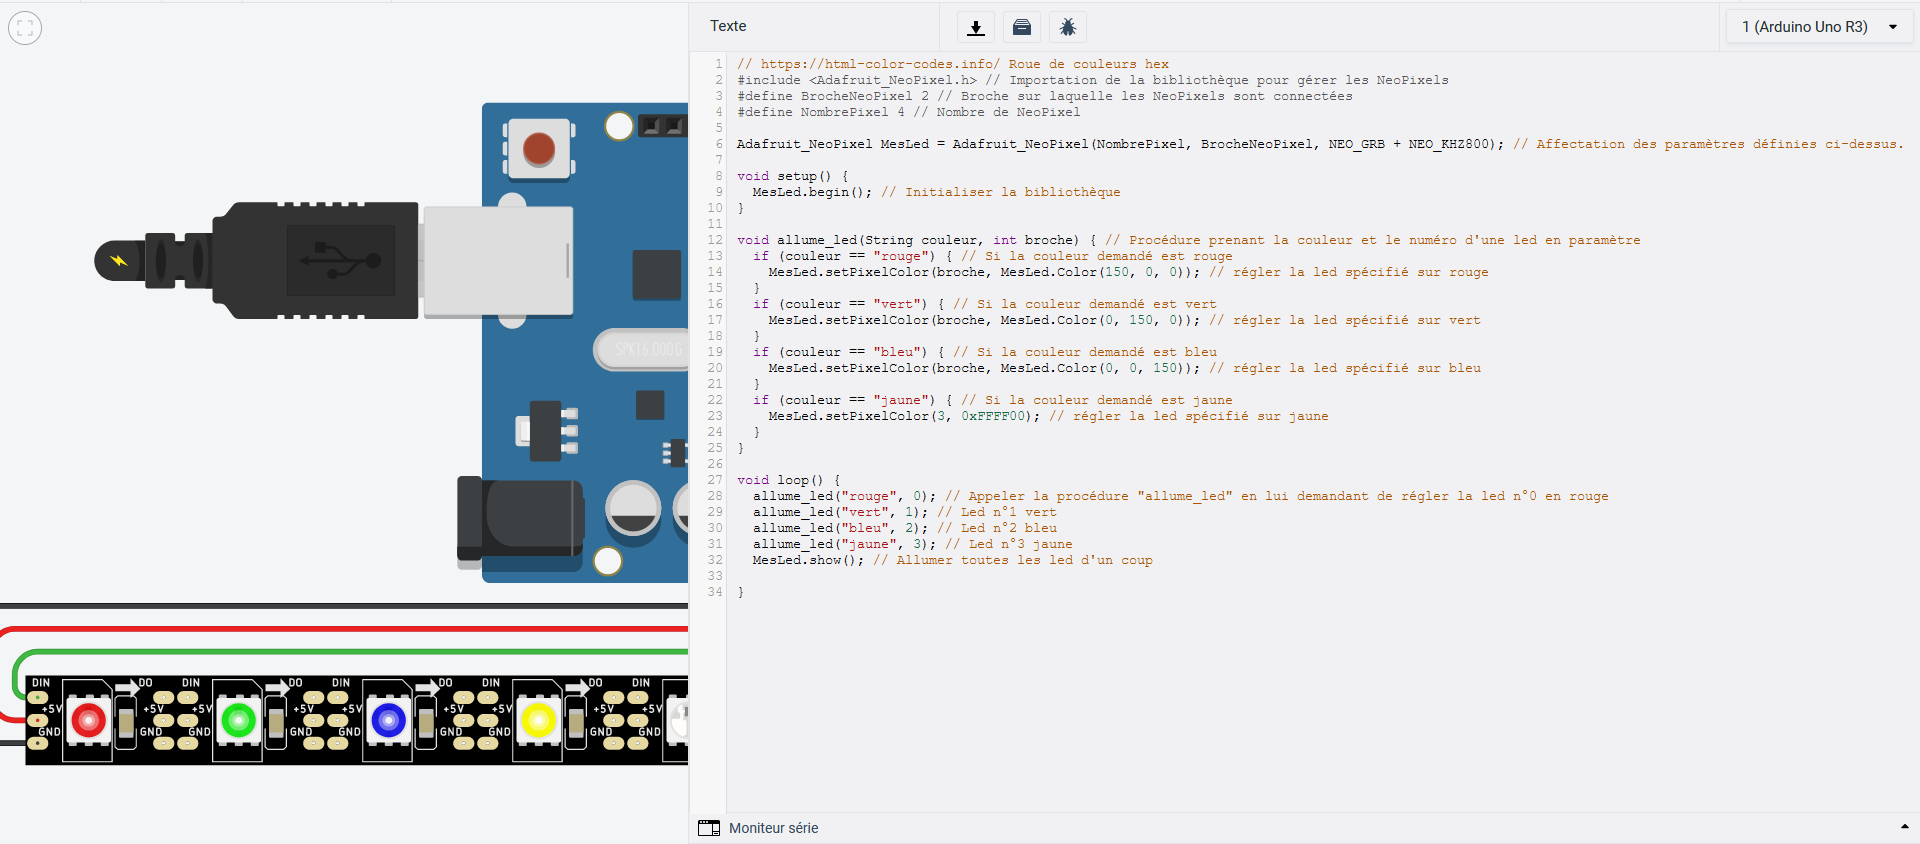 Texte
1 (Arduino Uno R3)
1 // https://html-color-codes.info/ Roue de couleurs hex
2 #include <Adafruit_NeoPixel.h> // Importation de la bibliothèque pour gérer les NeoPixels
3 #define BrocheNeoPixel 2 // Broche sur laquelle les NeoPixels sont connectées
4 #define NombrePixel 4 // Nombre de NeoPixel
5
6 Adafruit_NeoPixel MesLed = Adafruit_NeoPixel(NombrePixel, BrocheNeoPixel, NEO_GRB + NEO_KHZ800); // Affectation des paramètres définies ci-dessus.
7
8 void setup() {
9   MesLed.begin(); // Initialiser la bibliothèque
10 }
11
12 void allume_led(String couleur, int broche) { // Procédure prenant la couleur et le numéro d'une led en paramètre
13   if (couleur == "rouge") { // Si la couleur demandé est rouge
14     MesLed.setPixelColor(broche, MesLed.Color(150, 0, 0)); // régler la led spécifié sur rouge
15   }
16   if (couleur == "vert") { // Si la couleur demandé est vert
17     MesLed.setPixelColor(broche, MesLed.Color(0, 150, 0)); // régler la led spécifié sur vert
18   }
19   if (couleur == "bleu") { // Si la couleur demandé est bleu
20     MesLed.setPixelColor(broche, MesLed.Color(0, 0, 150)); // régler la led spécifié sur bleu
21   }
22   if (couleur == "jaune") { // Si la couleur demandé est jaune
23     MesLed.setPixelColor(3, 0xFFFF00); // régler la led spécifié sur jaune
24   }
25 }
26
27 void loop() {
28   allume_led("rouge", 0); // Appeler la procédure "allume_led" en lui demandant de régler la led n°0 en rouge
29   allume_led("vert", 1); // Led n°1 vert
30   allume_led("bleu", 2); // Led n°2 bleu
31   allume_led("jaune", 3); // Led n°3 jaune
32   MesLed.show(); // Allumer toutes les led d'un coup
33
34 }
SPK16.000G
DIN DO DIN DO DIN DO DIN DO DIN
+5V +5V +5V +5V +5V +5V +5V +5V +5V
GND GND GND GND GND GND GND GND GND
Moniteur série